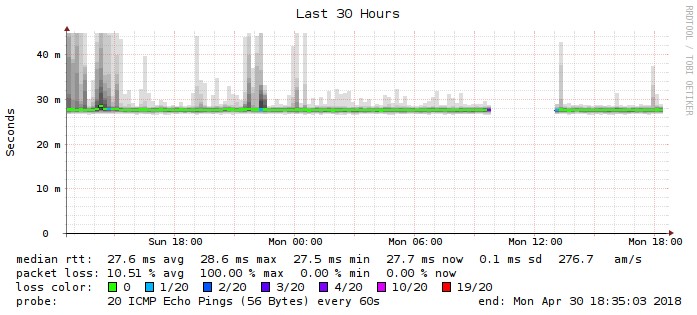 Last 30 Hours
RRDTOOL / TOBI OETIKER
Seconds
40 m
30 m
20 m
10 m
0
Sun 18:00 Mon 00:00 Mon 06:00 Mon 12:00 Mon 18:00
median rtt: 27.6 ms avg 28.6 ms max 27.5 ms min 27.7 ms now 0.1 ms sd 276.7 am/s
packet loss: 10.51 % avg 100.00 % max 0.00 % min 0.00 % now
loss color: 0 1/20 2/20 3/20 4/20 10/20 19/20
probe: 20 ICMP Echo Pings (56 Bytes) every 60s end: Mon Apr 30 18:35:03 2018